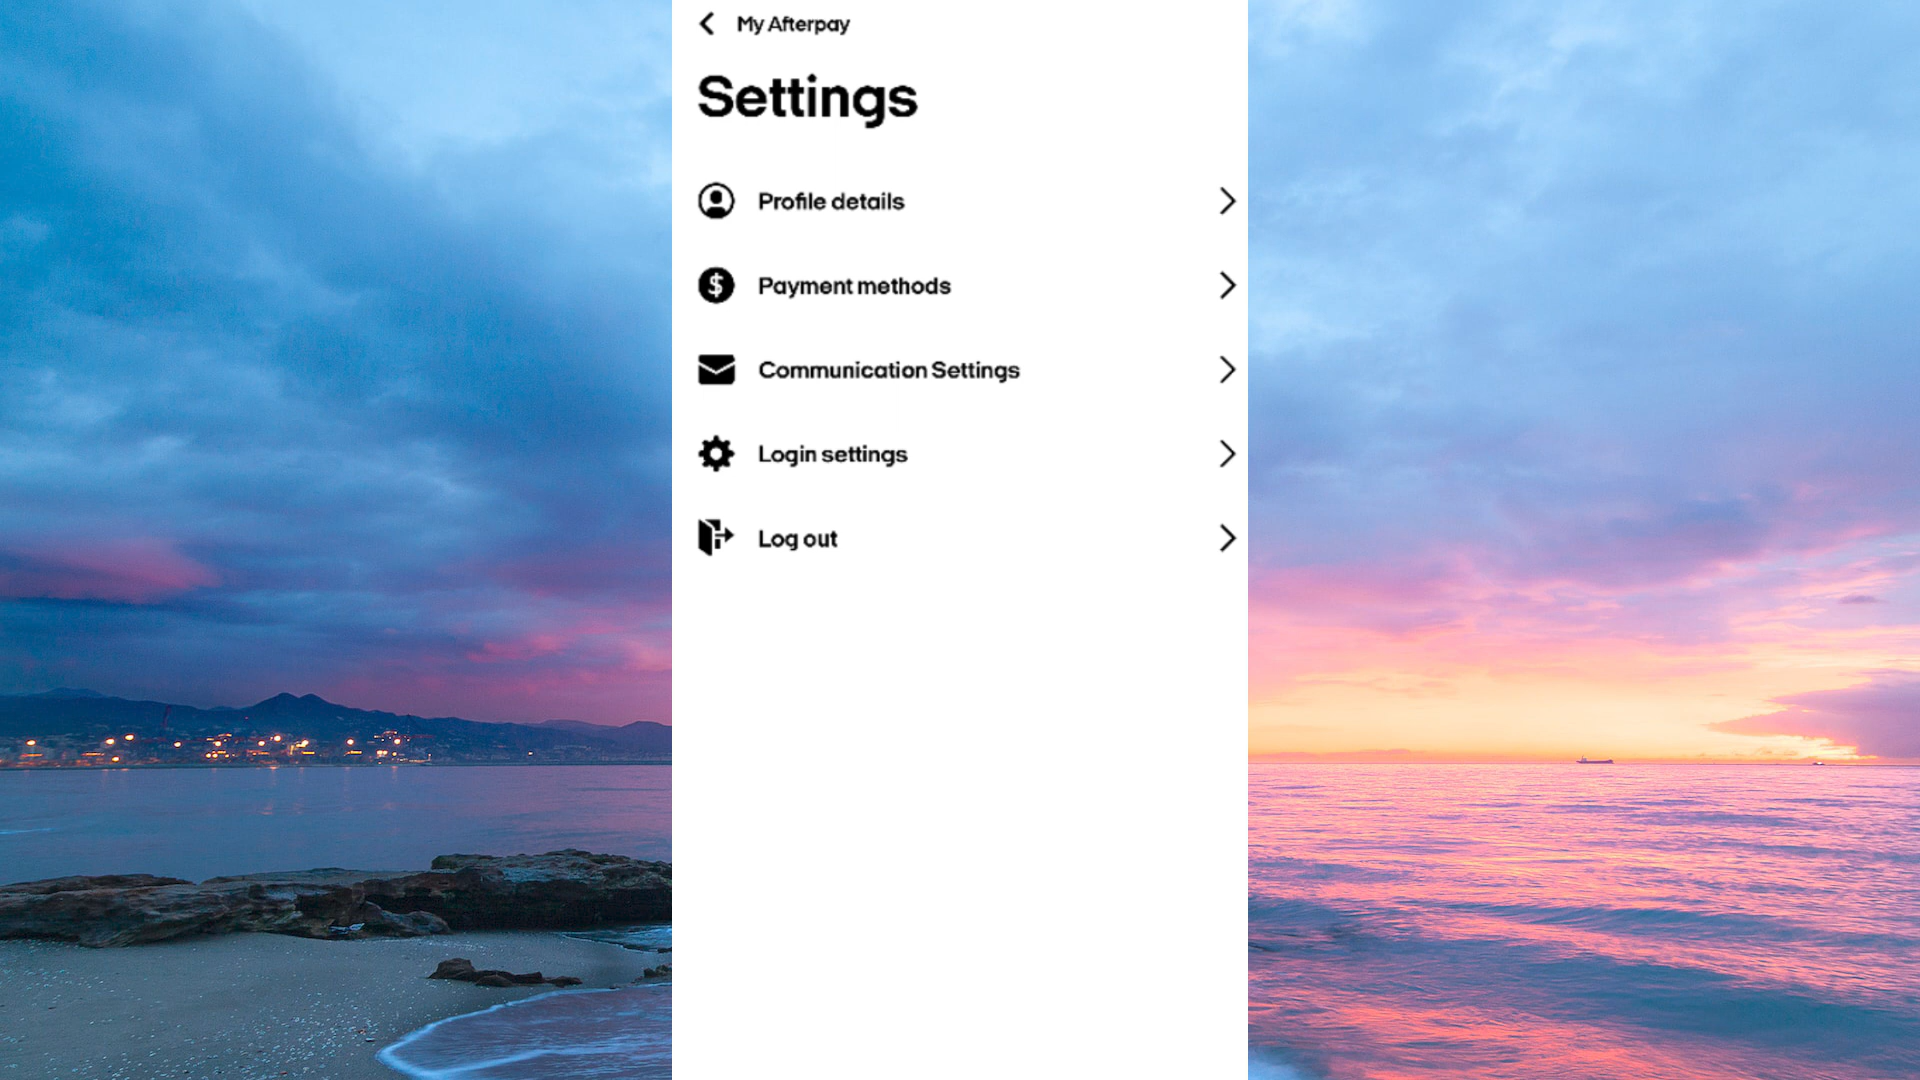 My Afterpay
Settings
Profile details
Payment methods
Communication Settings
Login settings
Log out